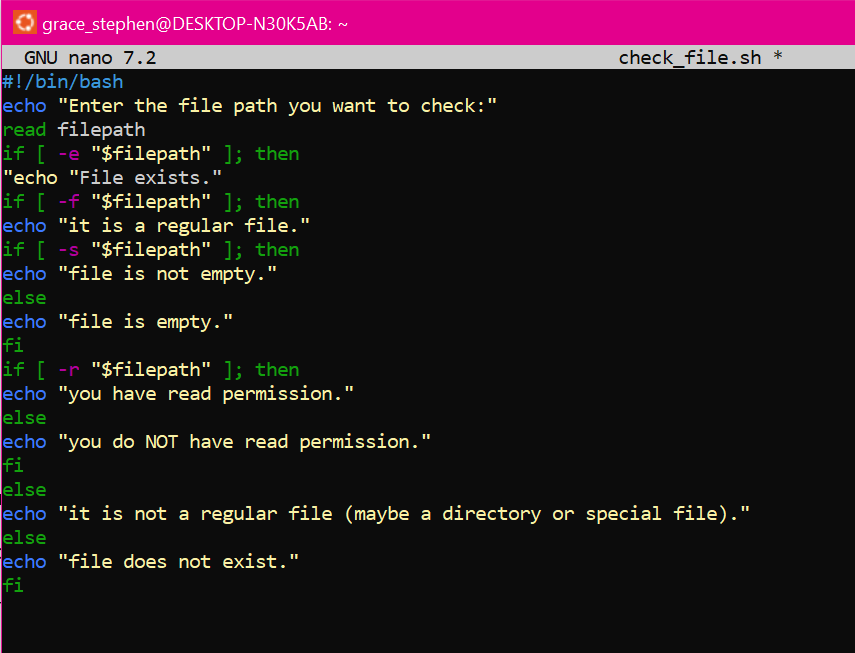 grace_stephen@DESKTOP-N30K5AB: ~
GNU nano 7.2 check_file.sh *
#!/bin/bash
echo "Enter the file path you want to check:"
read filepath
if [ -e "$filepath" ]; then
"echo "File exists."
if [ -f "$filepath" ]; then
echo "it is a regular file."
if [ -s "$filepath" ]; then
echo "file is not empty."
else
echo "file is empty."
fi
if [ -r "$filepath" ]; then
echo "you have read permission."
else
echo "you do NOT have read permission."
fi
else
echo "it is not a regular file (maybe a directory or special file)."
else
echo "file does not exist."
fi